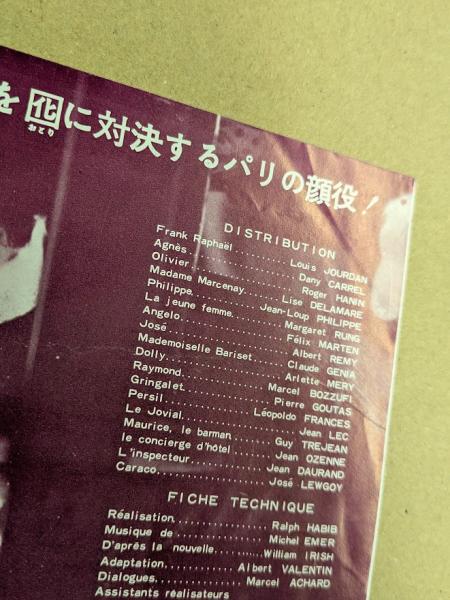 を囮に対決するパリの顔役!
おとり
DISTRIBUTION
Frank Raphaël..........Louis JOURDAN
Agnès..........Dany CARREL
Olivier..........Roger HANIN
Madame Marcenay..........Lise DELAMARE
Philippe..........Jean-Loup PHILIPPE
La jeune femme..........Margaret RUNG
Angelo..........Félix MARTEN
José..........Albert REMY
Mademoiselle Bariset..........Claude GENIA
Dolly..........Arlette MERY
Raymond..........Marcel BOZZUFI
Gringalet..........Pierre GOUTAS
Persil..........Léopoldo FRANCES
Le Jovial..........Jean LEC
Maurice, le barman..........Guy TREJEAN
le concierge d'hôtel..........Jean OZENNE
L'inspecteur..........Jean DAURAND
Caraco..........José LEWGOY
FICHE TECHNIQUE
Réalisation..........Ralph HABIB
Musique de..........Michel EMER
D'après la nouvelle..........William IRISH
Adaptation..........Albert VALENTIN
Dialogues..........Marcel ACHARD
Assistants réalisateurs